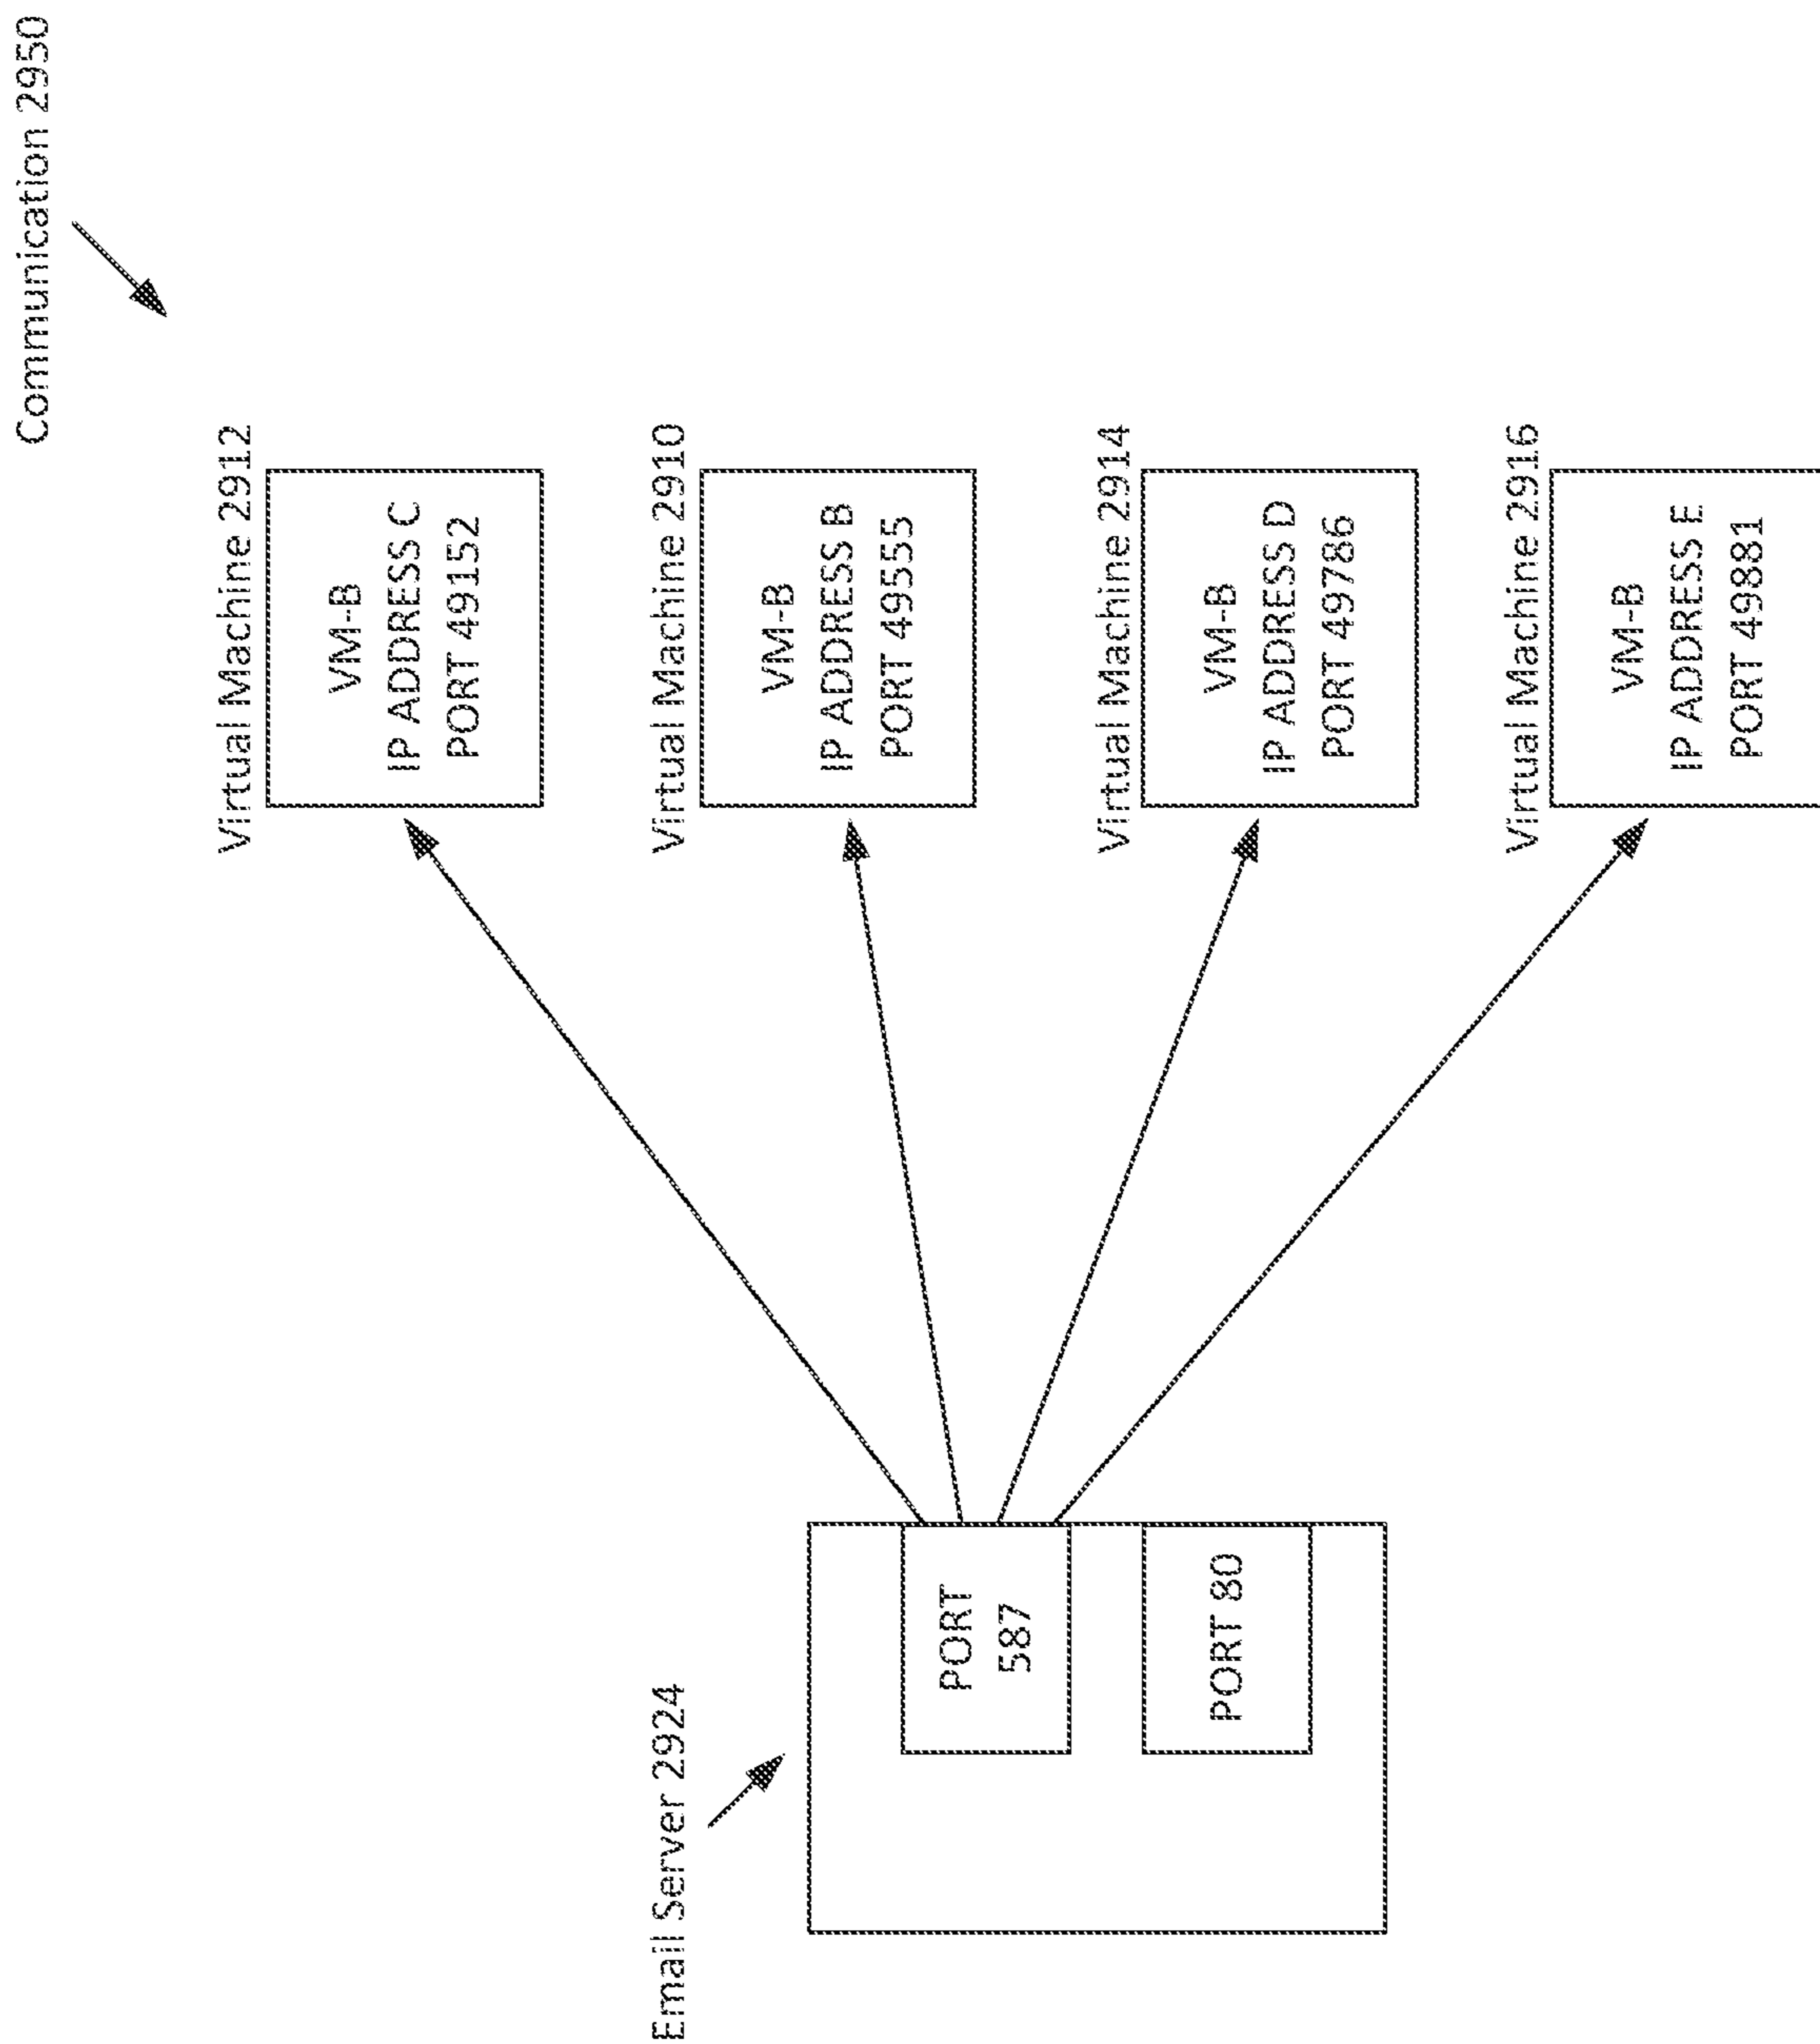 Communication 2950
Virtual Machine 2912
VM-B
IP ADDRESS C
PORT 49152
Virtual Machine 2910
VM-B
IP ADDRESS B
PORT 49555
Email Server 2924
PORT
587
PORT 80
Virtual Machine 2914
VM-B
IP ADDRESS D
PORT 49786
Virtual Machine 2916
VM-B
IP ADDRESS E
PORT 49881